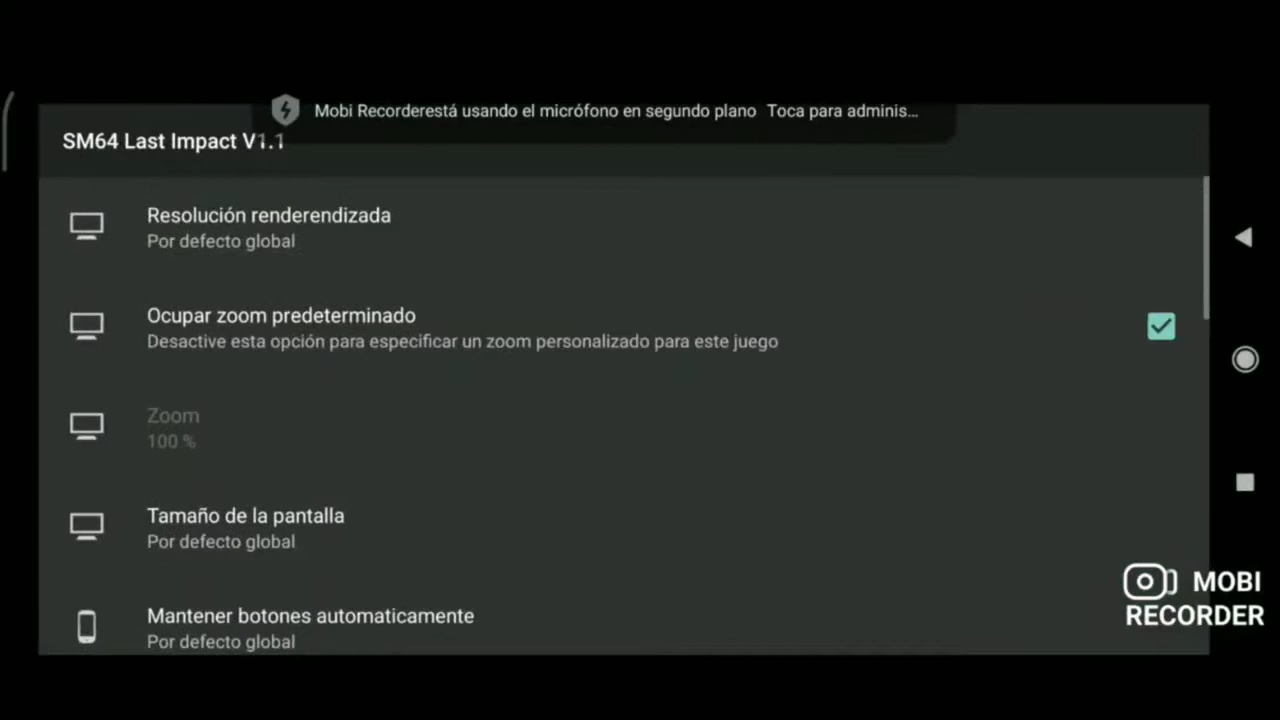 Mobi Recorderestá usando el micrófono en segundo plano Toca para adminis...
SM64 Last Impact V1.1
Resolución renderendizada
Por defecto global
Ocupar zoom predeterminado
Desactive esta opción para especificar un zoom personalizado para este juego
Zoom
100 %
Tamaño de la pantalla
Por defecto global
Mantener botones automaticamente
Por defecto global
MOBI
RECORDER